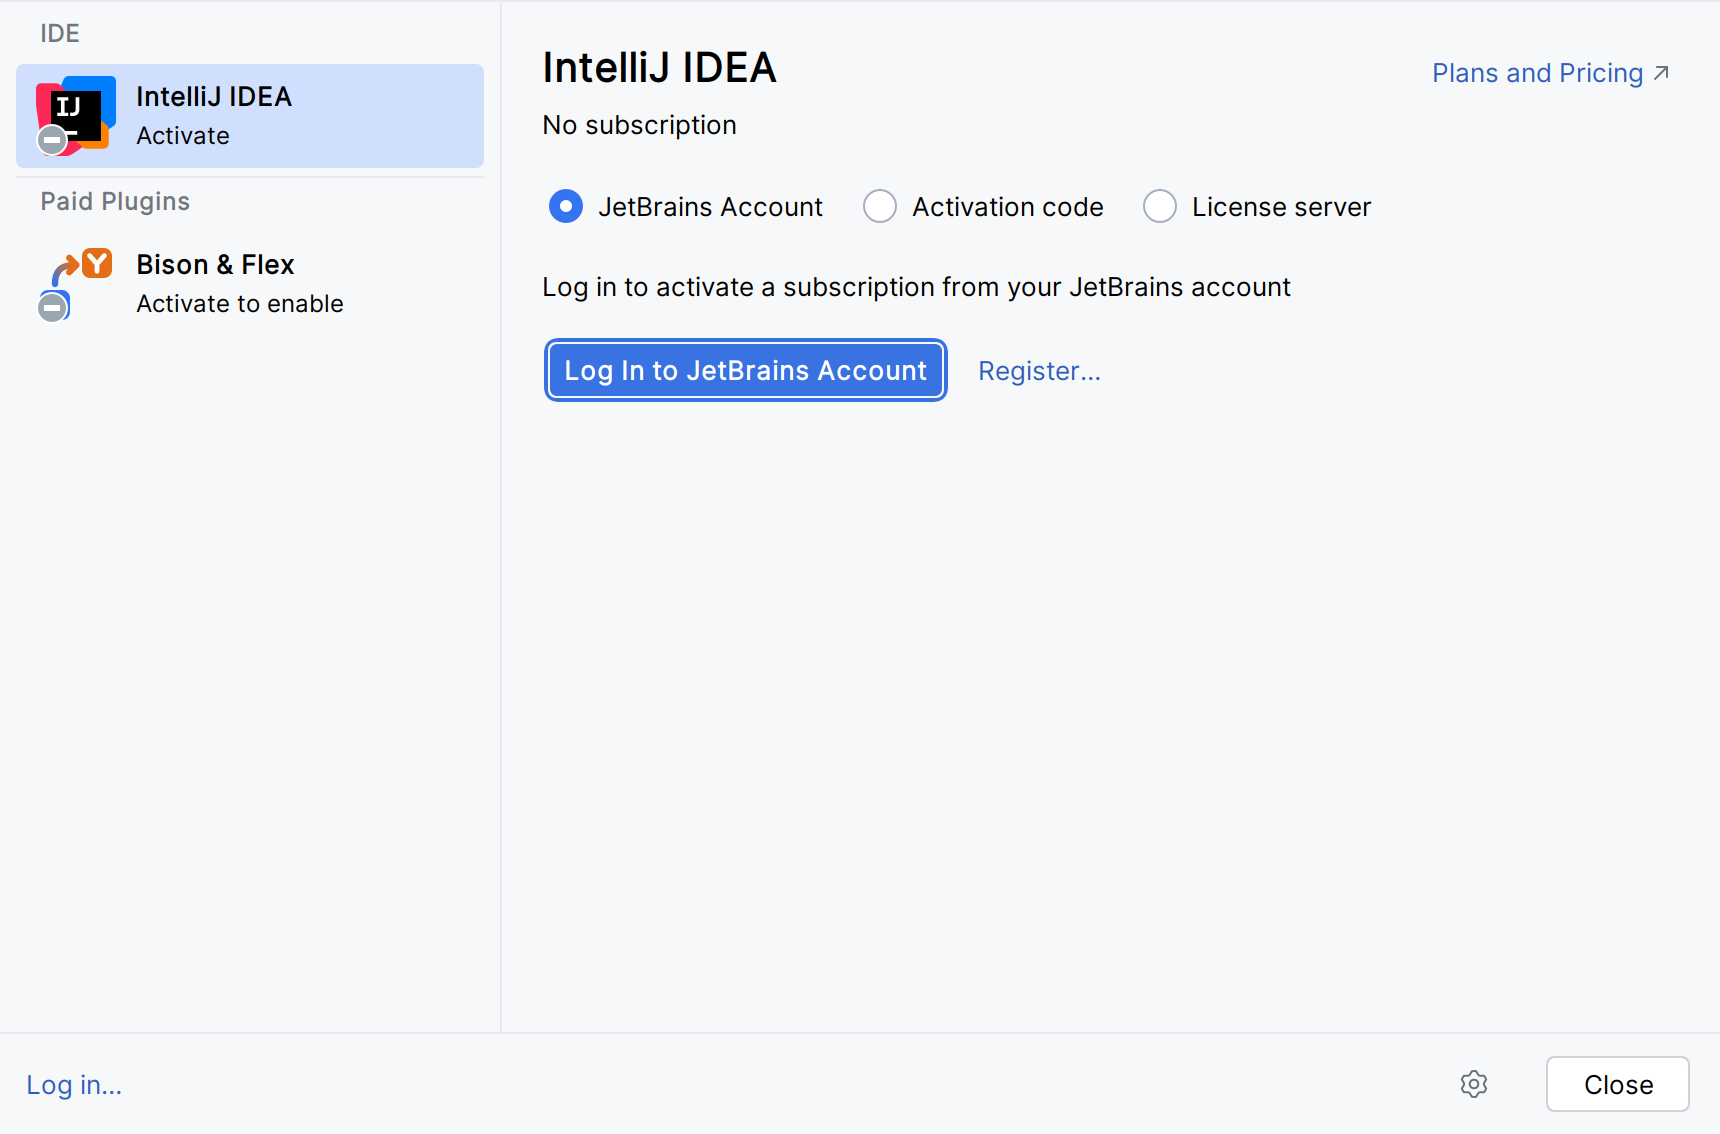 IDE
IntelliJ IDEA
Activate
Paid Plugins
Bison & Flex
Activate to enable
IntelliJ IDEA
Plans and Pricing
No subscription
JetBrains Account
Activation code
License server
Log in to activate a subscription from your JetBrains account
Log In to JetBrains Account
Register...
Log in...
Close
IJ
Y